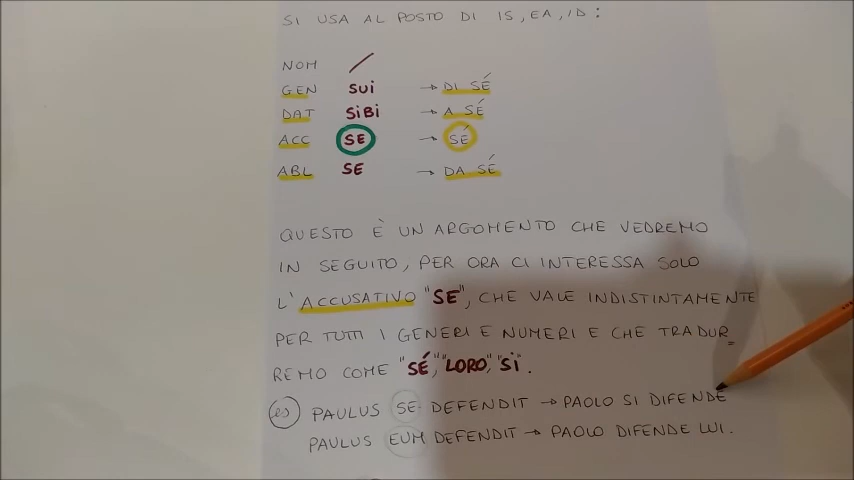 SI USA AL POSTO DI IS, EA, ID:
NOM /
GEN SUI → DI SÉ
DAT SIBI → A SÉ
ACC SE → SÉ
ABL SE → DA SÉ
QUESTO È UN ARGOMENTO CHE VEDREMO
IN SEGUITO, PER ORA CI INTERESSA SOLO
L'ACCUSATIVO "SE", CHE VALE INDISTINTAMENTE
PER TUTTI I GENERI E NUMERI E CHE TRADUR=
REMO COME "SÉ", "LORO", "SI".
es PAULUS SE DEFENDIT → PAOLO SI DIFENDE
PAULUS EUM DEFENDIT → PAOLO DIFENDE LUI.